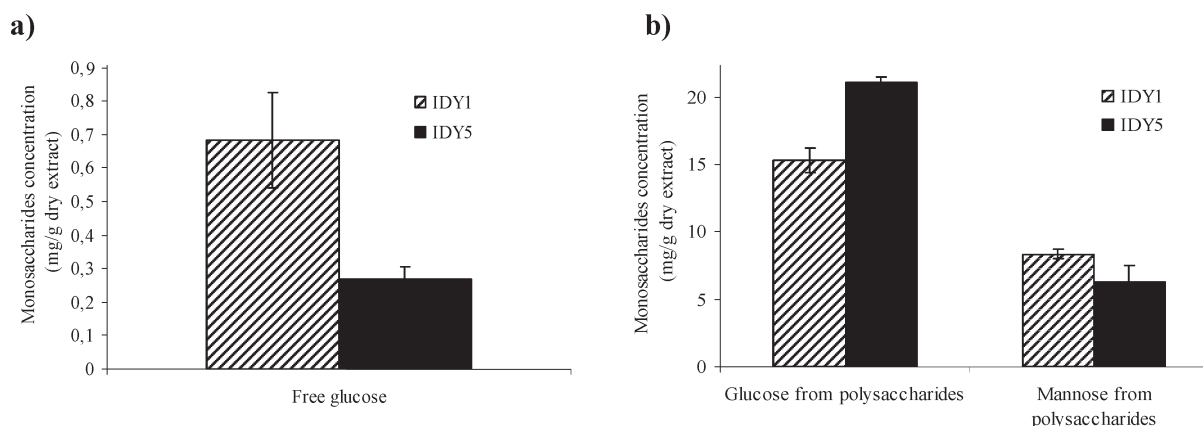 a)
Monosaccharides concentration
(mg/g dry extract)
0,9
0,8
0,7
0,6
0,5
0,4
0,3
0,2
0,1
0
IDY1
IDY5
Free glucose
b)
Monosaccharides concentration
(mg/g dry extract)
20
15
10
5
0
IDY1
IDY5
Glucose from polysaccharides
Mannose from
polysaccharides